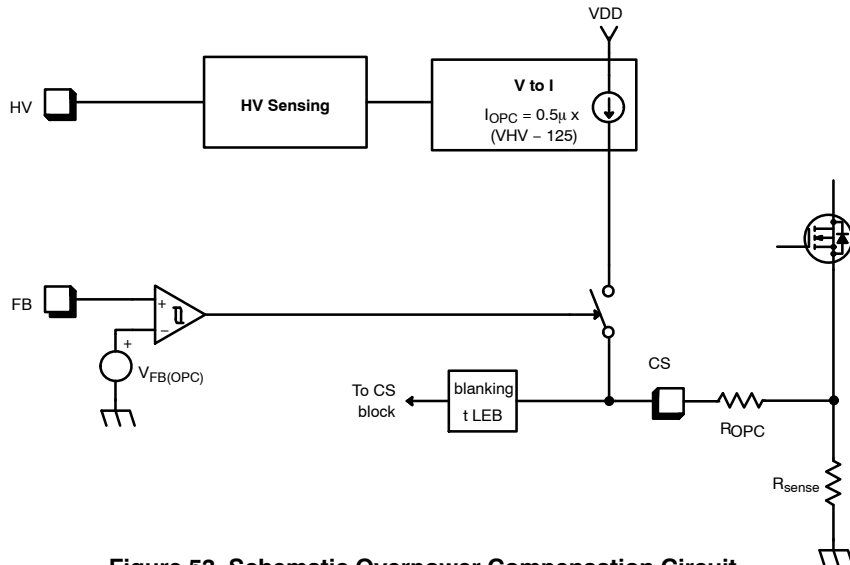 VDD
V to I
HV
HV Sensing
IOPC = 0.5μ x
(VHV − 125)
FB
+
−
+
VFB(OPC)
CS
To CS
block
blanking
t LEB
ROPC
Rsense
Figure 52. Schematic Overpower Compensation Circuit